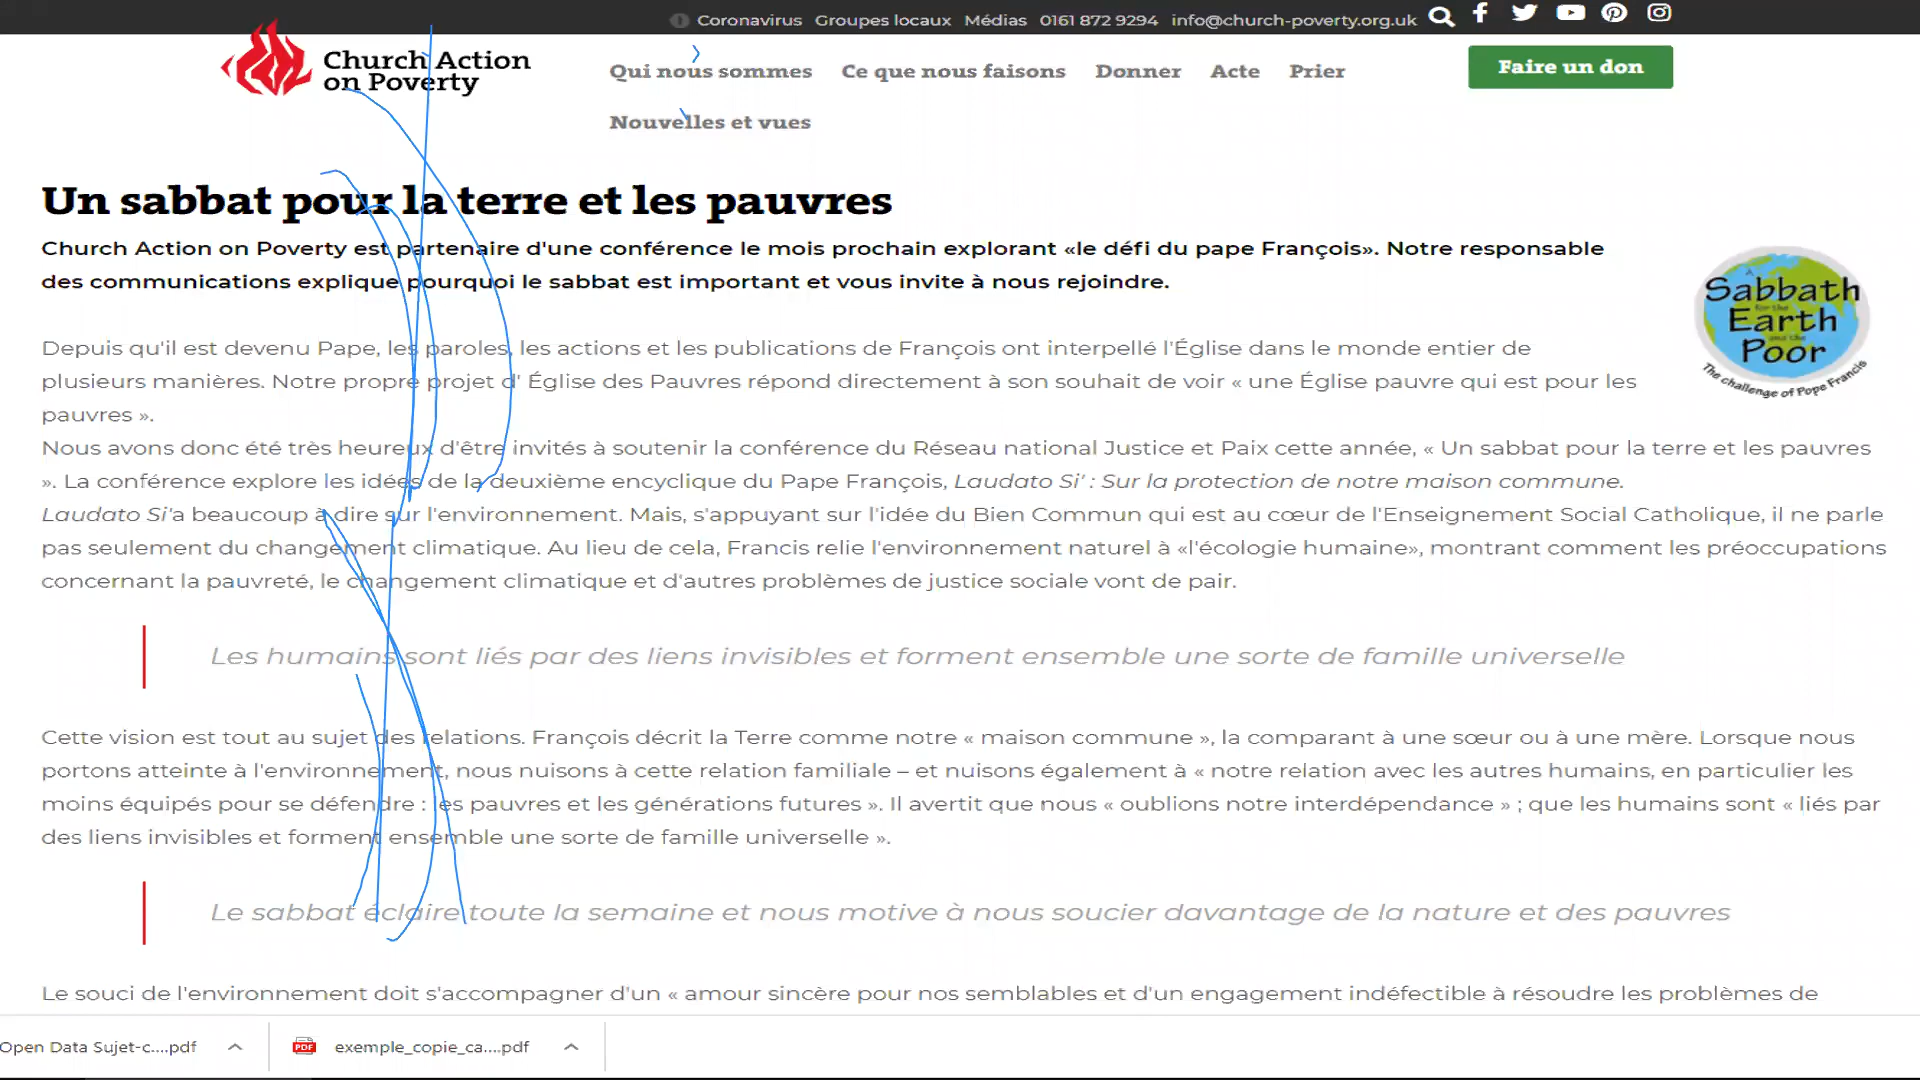 Coronavirus Groupes locaux Médias 0161 872 9294 info@church-poverty.org.uk
Church Action
on Poverty
Qui nous sommes Ce que nous faisons Donner Acte Prier
Faire un don
Nouvelles et vues
Un sabbat pour la terre et les pauvres
Church Action on Poverty est partenaire d'une conférence le mois prochain explorant «le défi du pape François». Notre responsable
des communications explique pourquoi le sabbat est important et vous invite à nous rejoindre.
A
Sabbath
for the
Earth
and the
Poor
The challenge of Pope Francis
Depuis qu'il est devenu Pape, les paroles, les actions et les publications de François ont interpellé l'Église dans le monde entier de
plusieurs manières. Notre propre projet d' Église des Pauvres répond directement à son souhait de voir « une Église pauvre qui est pour les
pauvres ».
Nous avons donc été très heureux d'être invités à soutenir la conférence du Réseau national Justice et Paix cette année, « Un sabbat pour la terre et les pauvres
». La conférence explore les idées de la deuxième encyclique du Pape François, Laudato Si' : Sur la protection de notre maison commune.
Laudato Si'a beaucoup à dire sur l'environnement. Mais, s'appuyant sur l'idée du Bien Commun qui est au cœur de l'Enseignement Social Catholique, il ne parle
pas seulement du changement climatique. Au lieu de cela, Francis relie l'environnement naturel à «l'écologie humaine», montrant comment les préoccupations
concernant la pauvreté, le changement climatique et d'autres problèmes de justice sociale vont de pair.
Les humains sont liés par des liens invisibles et forment ensemble une sorte de famille universelle
Cette vision est tout au sujet des relations. François décrit la Terre comme notre « maison commune », la comparant à une sœur ou à une mère. Lorsque nous
portons atteinte à l'environnement, nous nuisons à cette relation familiale – et nuisons également à « notre relation avec les autres humains, en particulier les
moins équipés pour se défendre : les pauvres et les générations futures ». Il avertit que nous « oublions notre interdépendance » ; que les humains sont « liés par
des liens invisibles et forment ensemble une sorte de famille universelle ».
Le sabbat éclaire toute la semaine et nous motive à nous soucier davantage de la nature et des pauvres
Le souci de l'environnement doit s'accompagner d'un « amour sincère pour nos semblables et d'un engagement indéfectible à résoudre les problèmes de
Open Data Sujet-c....pdf
PDF exemple_copie_ca....pdf